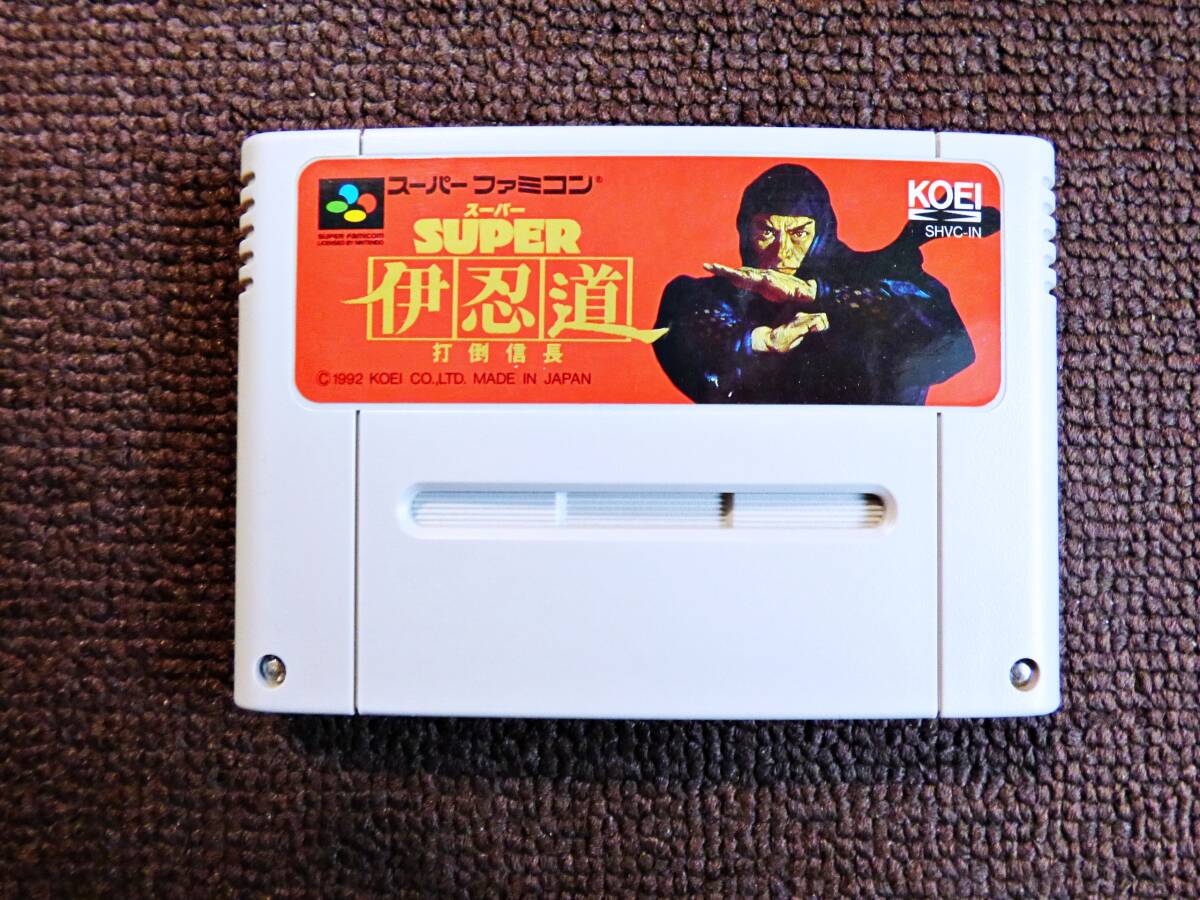 スーパーファミコン®
SUPER FAMICOM
LICENSED BY NINTENDO
スーパー
SUPER
伊忍道
打倒信長
© 1992 KOEI CO.,LTD. MADE IN JAPAN
KOEI
SHVC-IN